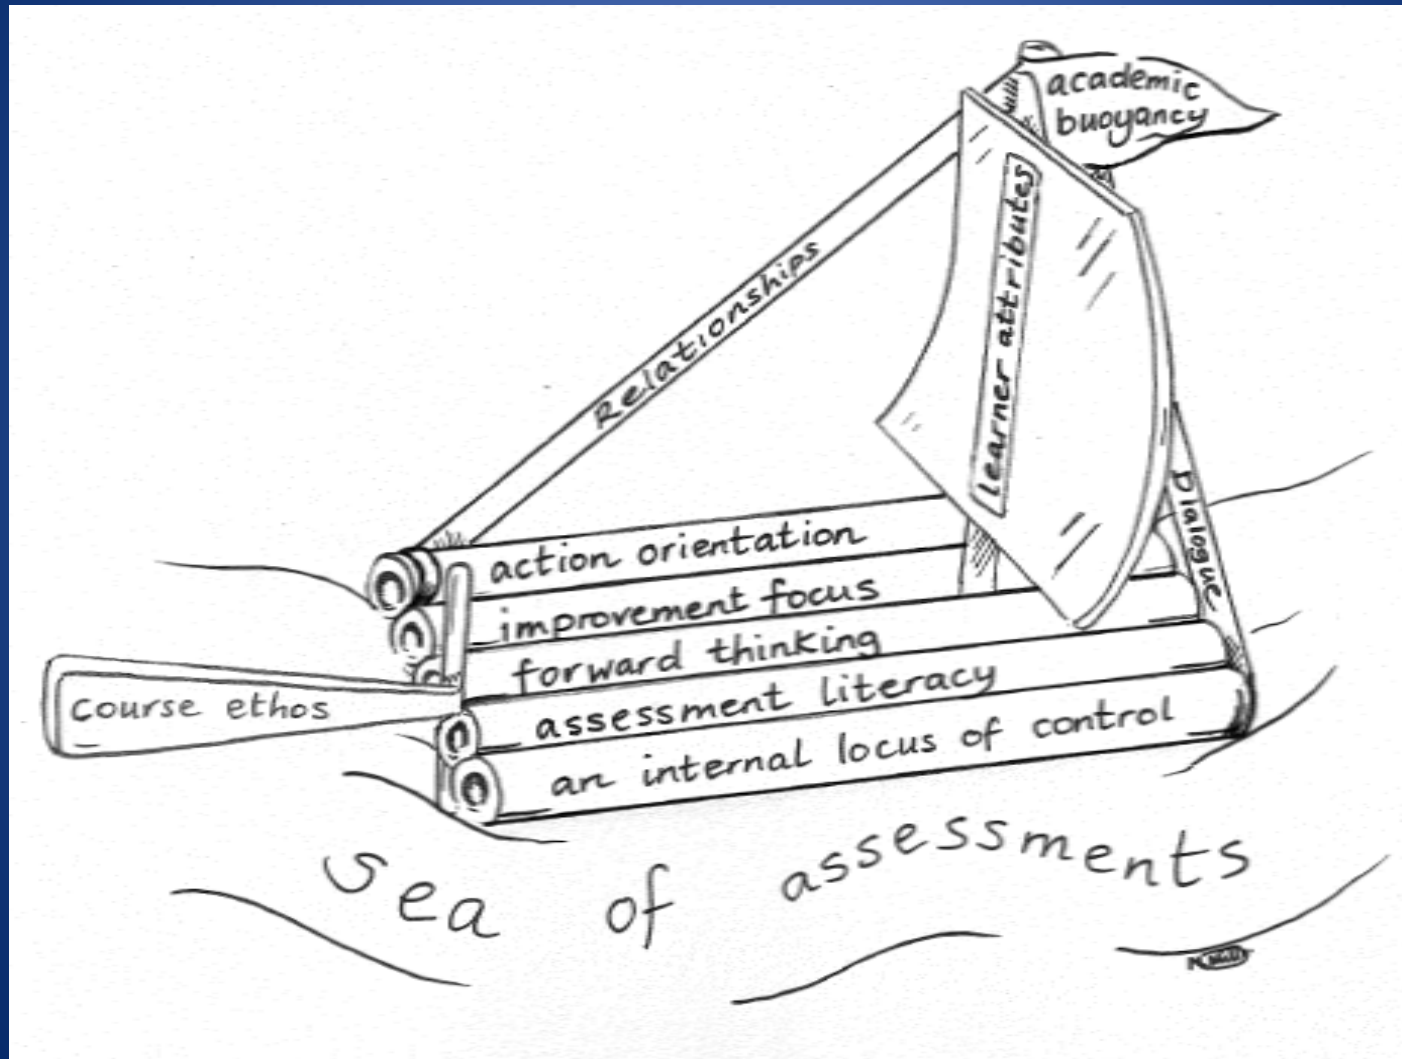 academic
buoyancy
Learner attributes
Relationships
Dialogue
action orientation
improvement focus
forward thinking
assessment literacy
an internal locus of control
course ethos
sea of assessments